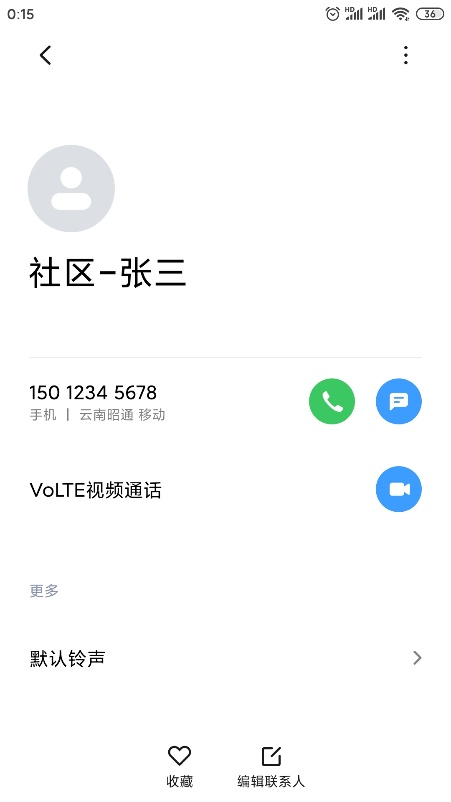 0:15
HD HD 36
社区-张三
150 1234 5678
手机 | 云南昭通 移动
VoLTE视频通话
更多
默认铃声
收藏
编辑联系人